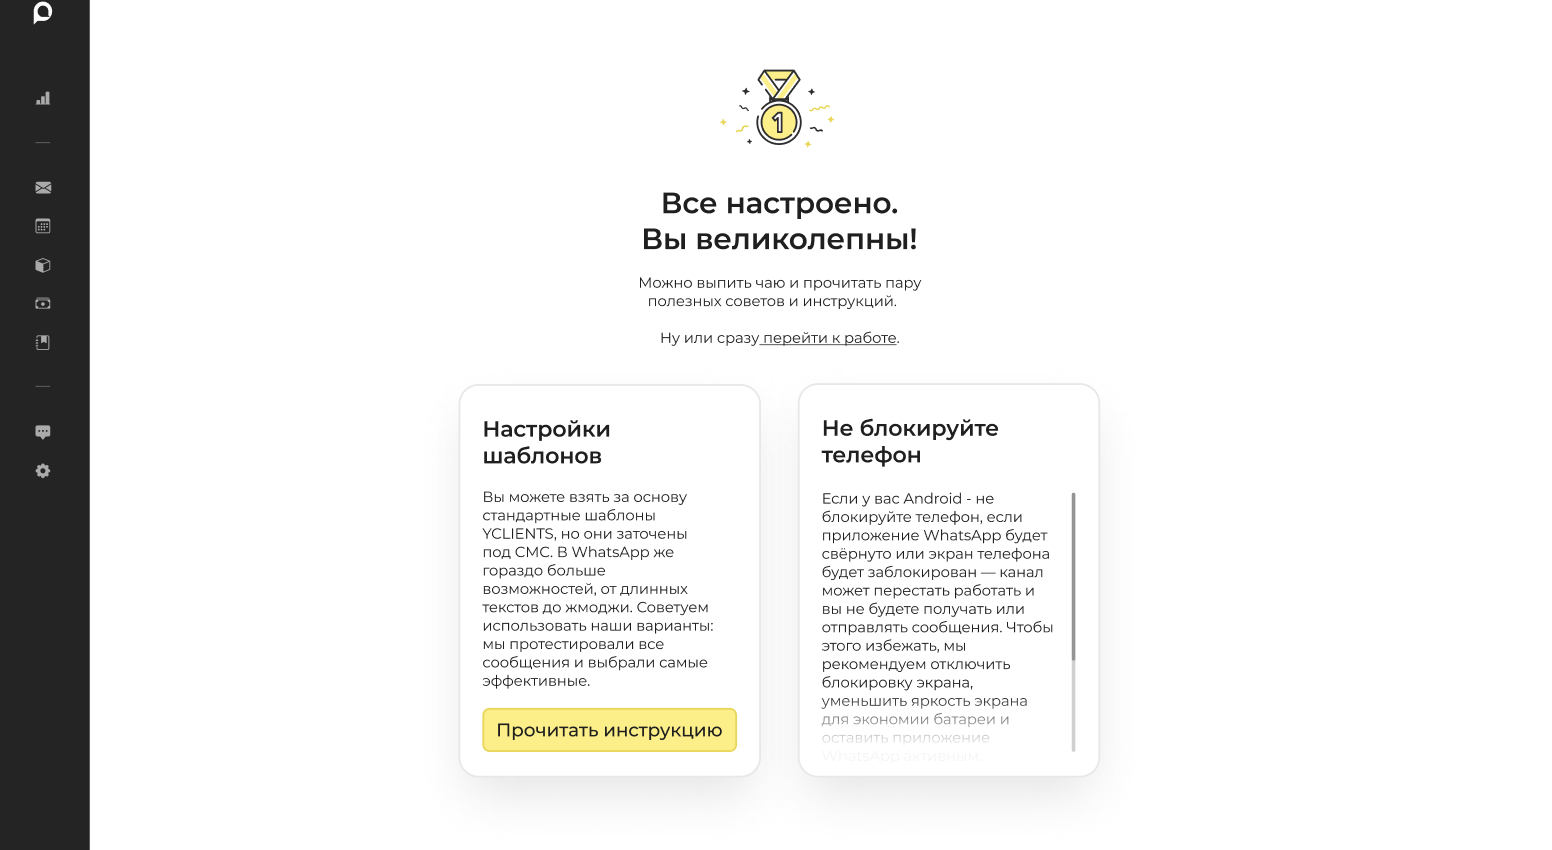 1
Все настроено.
Вы великолепны!
Можно выпить чаю и прочитать пару
полезных советов и инструкций.
Ну или сразу перейти к работе.
Настройки
шаблонов
Вы можете взять за основу
стандартные шаблоны
YCLIENTS, но они заточены
под СМС. В WhatsApp же
гораздо больше
возможностей, от длинных
текстов до жмоджи. Советуем
использовать наши варианты:
мы протестировали все
сообщения и выбрали самые
эффективные.
Прочитать инструкцию
Не блокируйте
телефон
Если у вас Android - не
блокируйте телефон, если
приложение WhatsApp будет
свёрнуто или экран телефона
будет заблокирован — канал
может перестать работать и
вы не будете получать или
отправлять сообщения. Чтобы
этого избежать, мы
рекомендуем отключить
блокировку экрана,
уменьшить яркость экрана
для экономии батареи и
оставить приложение
WhatsApp активным.